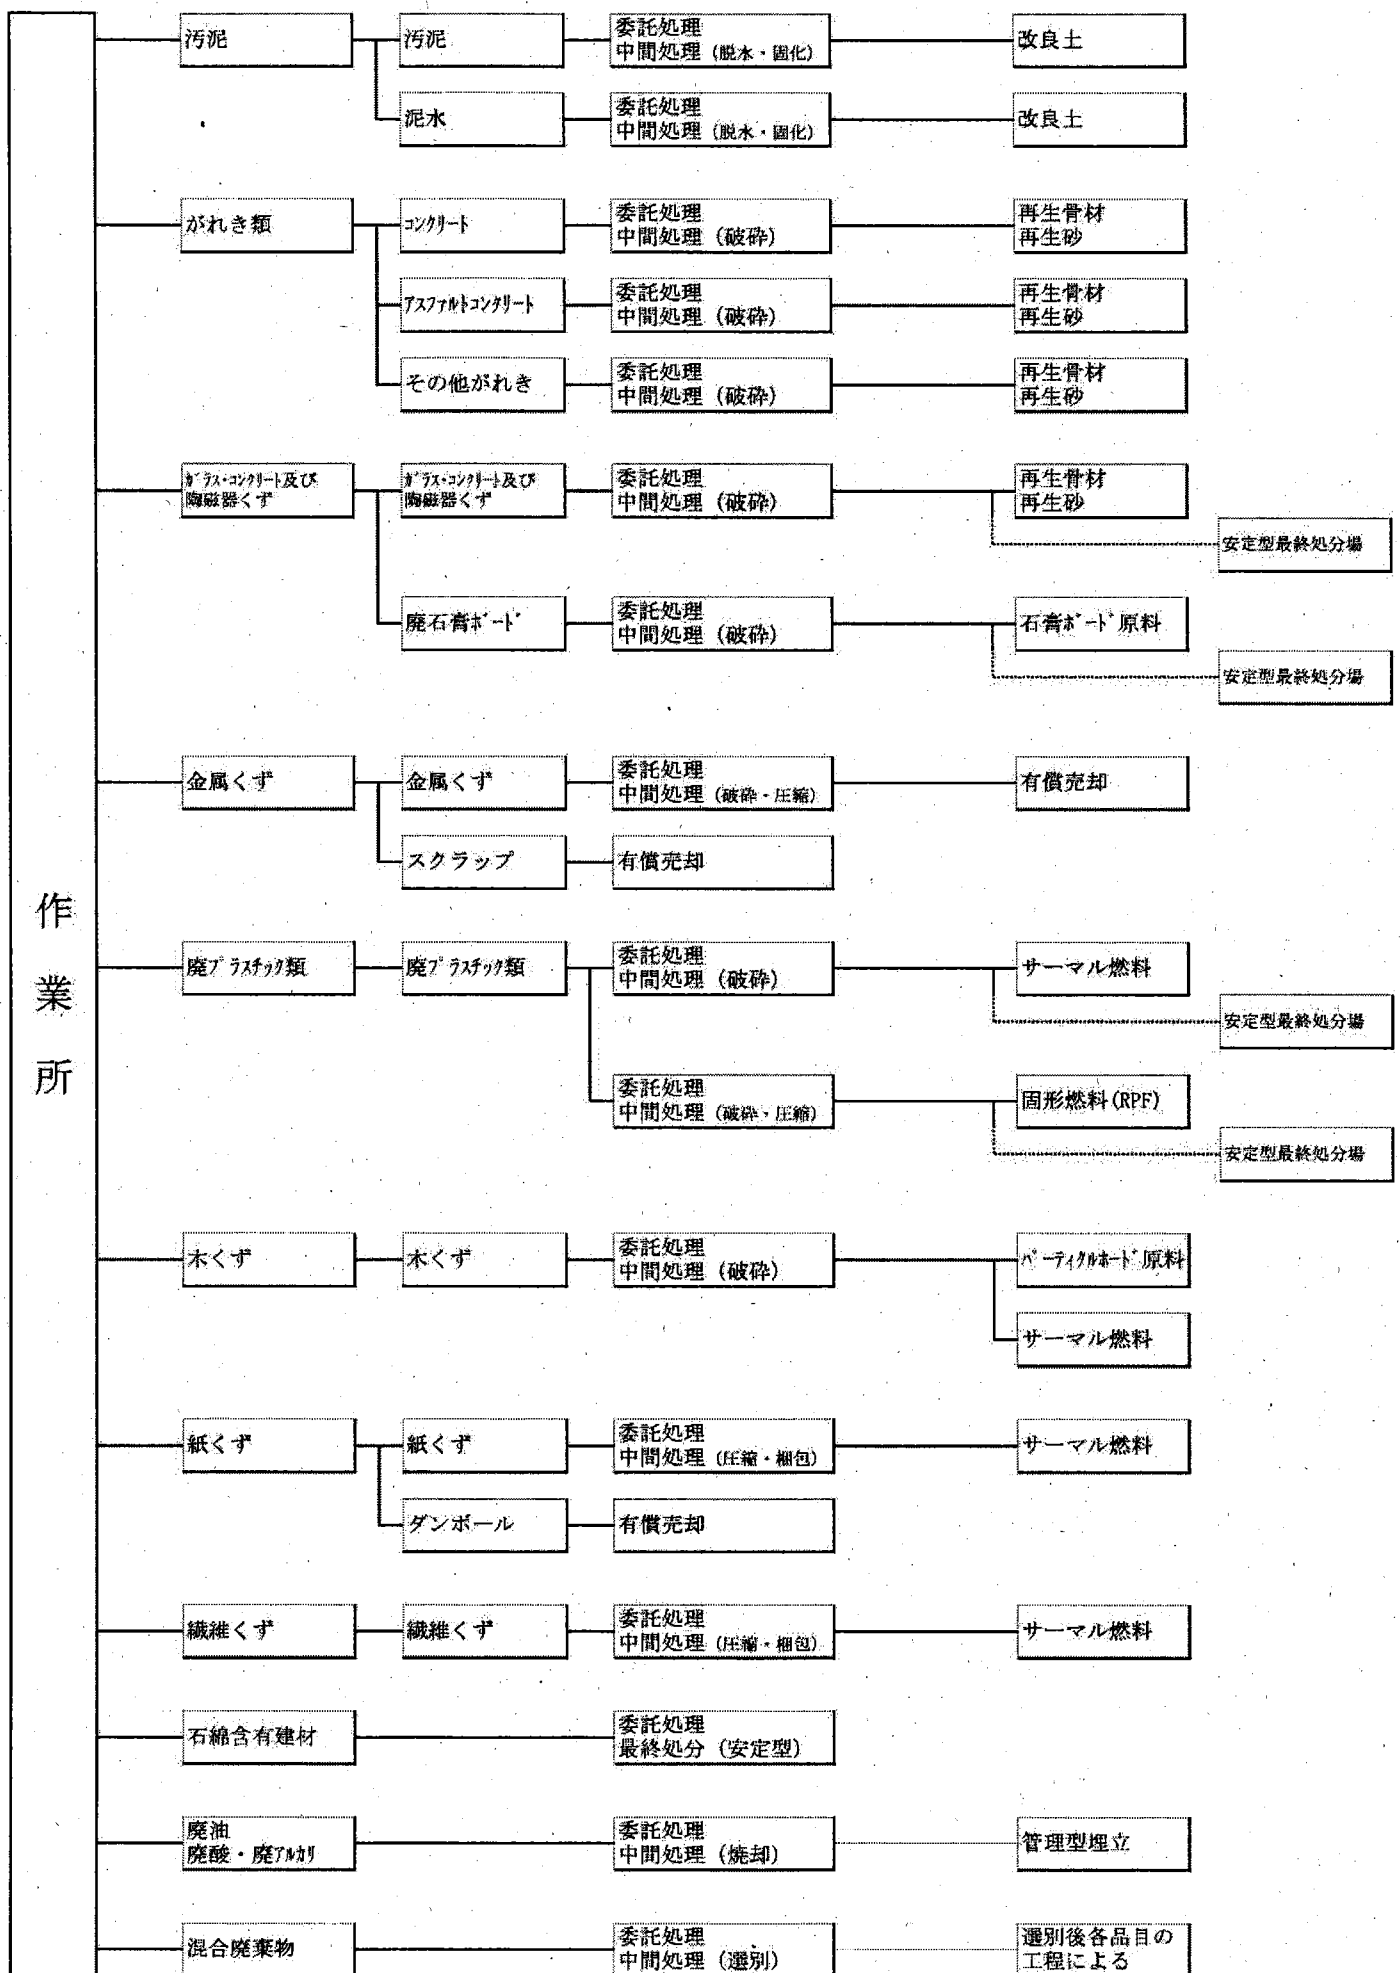 作業所
汚泥
汚泥
委託処理
中間処理（脱水・固化）
改良土
泥水
委託処理
中間処理（脱水・固化）
改良土
がれき類
コンクリート
委託処理
中間処理（破砕）
再生骨材
再生砂
アスファルトコンクリート
委託処理
中間処理（破砕）
再生骨材
再生砂
その他がれき
委託処理
中間処理（破砕）
再生骨材
再生砂
ガラス・コンクリート及び
陶磁器くず
ガラス・コンクリート及び
陶磁器くず
委託処理
中間処理（破砕）
再生骨材
再生砂
安定型最終処分場
廃石膏ボード
委託処理
中間処理（破砕）
石膏ボード原料
安定型最終処分場
金属くず
金属くず
委託処理
中間処理（破砕・圧縮）
有償売却
スクラップ
有償売却
廃プラスチック類
廃プラスチック類
委託処理
中間処理（破砕）
サーマル燃料
安定型最終処分場
委託処理
中間処理（破砕・圧縮）
固形燃料(RPF)
安定型最終処分場
木くず
木くず
委託処理
中間処理（破砕）
パーティクルボード原料
サーマル燃料
紙くず
紙くず
委託処理
中間処理（圧縮・梱包）
サーマル燃料
ダンボール
有償売却
繊維くず
繊維くず
委託処理
中間処理（圧縮・梱包）
サーマル燃料
石綿含有建材
委託処理
最終処分（安定型）
廃油
廃酸・廃アルカリ
委託処理
中間処理（焼却）
管理型埋立
混合廃棄物
委託処理
中間処理（選別）
選別後各品目の
工程による